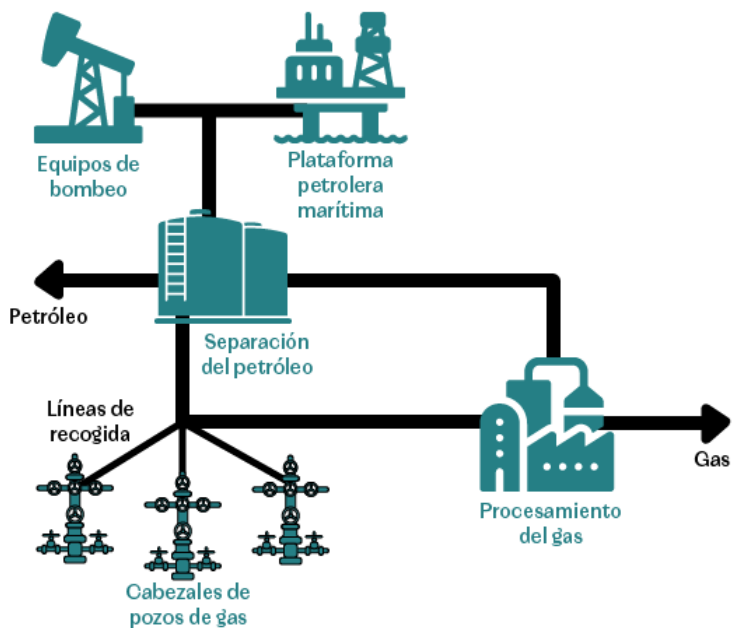 Equipos de
bombeo
Plataforma
petrolera
marítima
Petróleo
Separación
del petróleo
Líneas de
recogida
Gas
Procesamiento
del gas
Cabezales de
pozos de gas